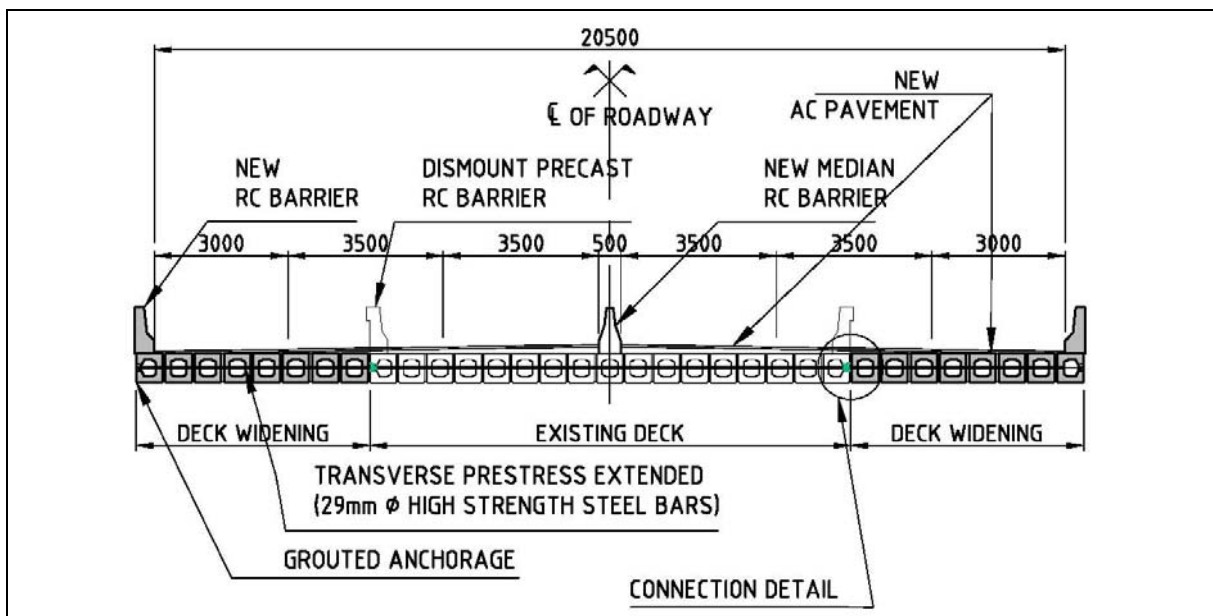 20500
℄ OF ROADWAY
NEW
AC PAVEMENT
NEW
RC BARRIER
DISMOUNT PRECAST
RC BARRIER
NEW MEDIAN
RC BARRIER
3000 3500 3500 500 3500 3500 3000
DECK WIDENING EXISTING DECK DECK WIDENING
TRANSVERSE PRESTRESS EXTENDED
(29mm ϕ HIGH STRENGTH STEEL BARS)
GROUTED ANCHORAGE
CONNECTION DETAIL